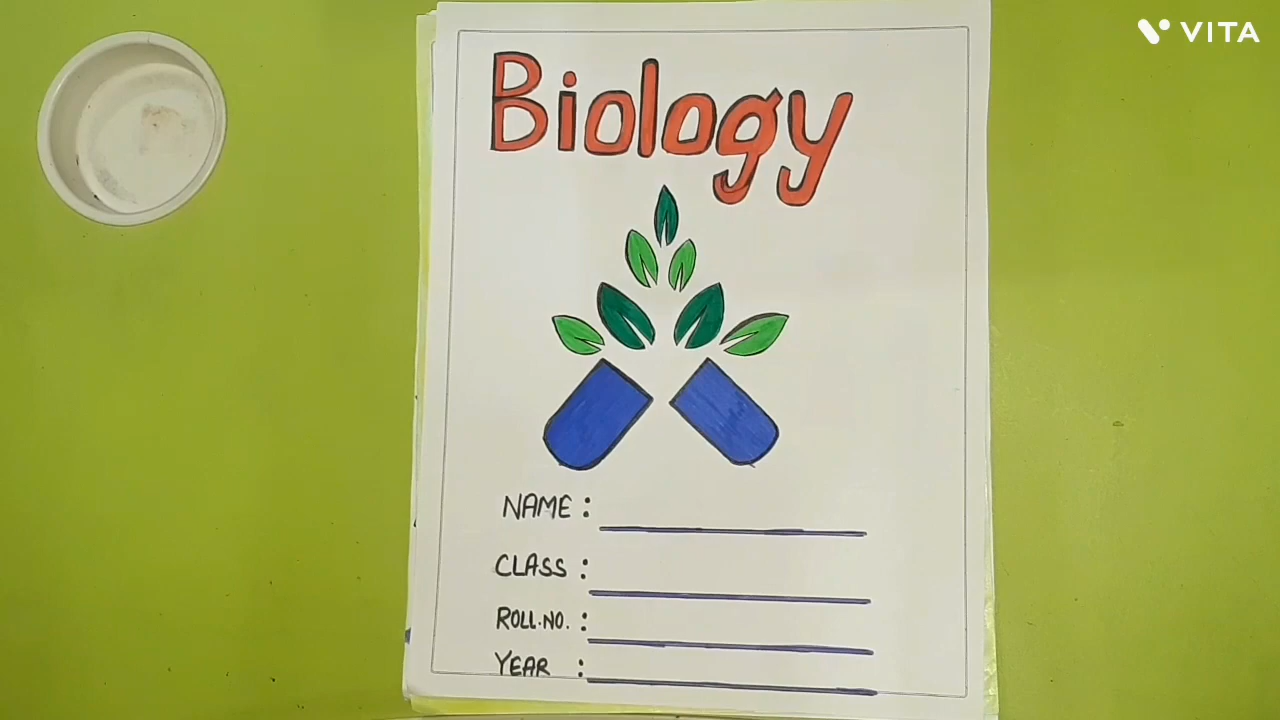 VITA
Biology
NAME :
CLASS :
ROLL.NO. :
YEAR :